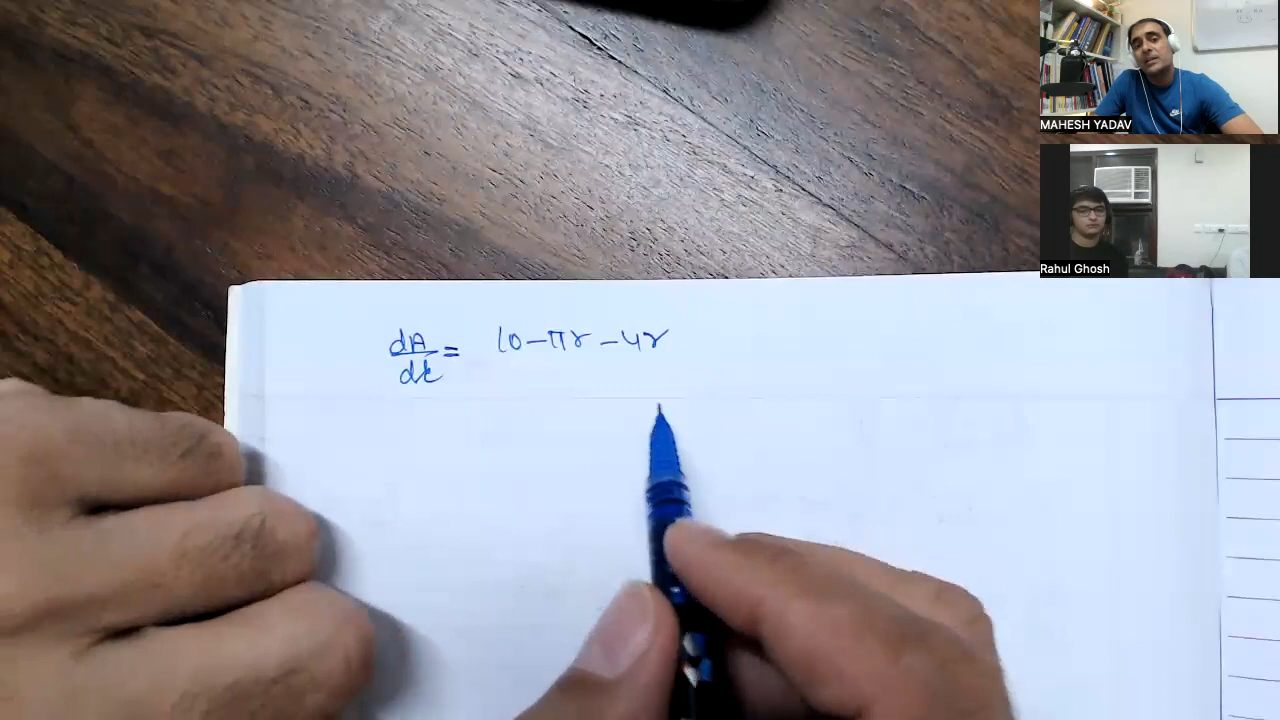 MAHESH YADAV
Rahul Ghosh
dA/dt = 10 - πr - 4r